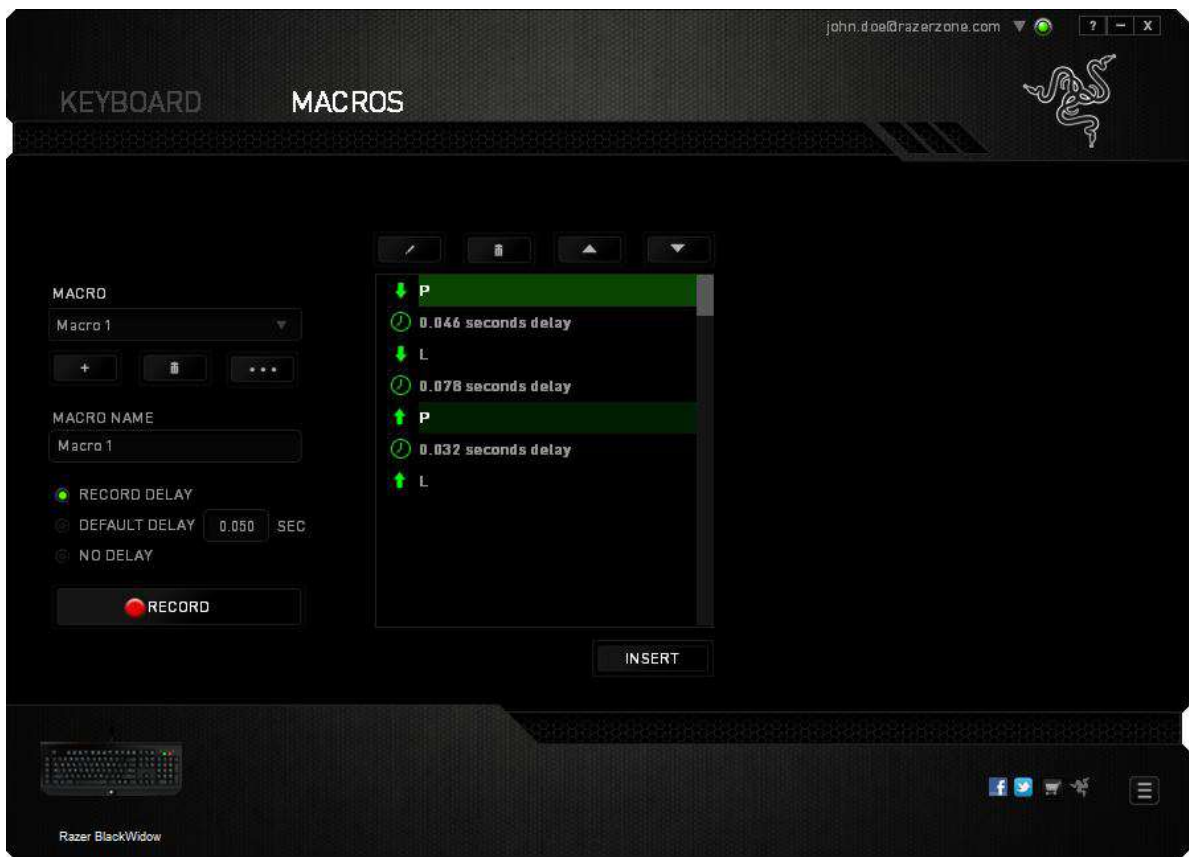 john.doe@razerzone.com
? – X
KEYBOARD MACROS
MACRO
Macro 1
+
MACRO NAME
Macro 1
RECORD DELAY
DEFAULT DELAY 0.050 SEC
NO DELAY
RECORD
P
0.046 seconds delay
L
0.078 seconds delay
P
0.032 seconds delay
L
INSERT
Razer BlackWidow